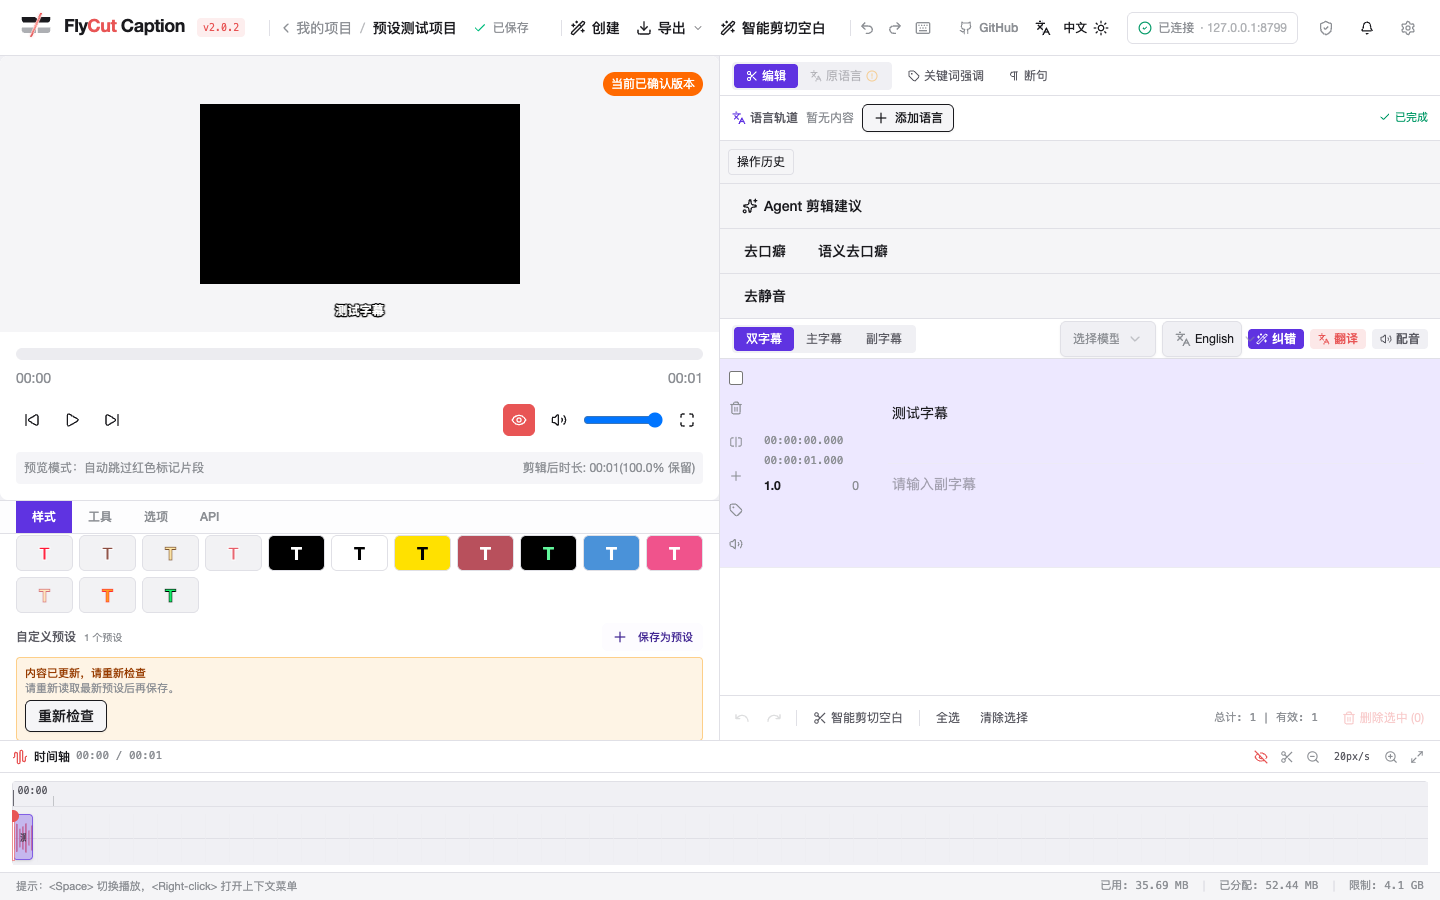 FlyCut Caption v2.0.2 我的项目 / 预设测试项目 已保存 创建 导出 智能剪切空白 GitHub 中文 已连接 · 127.0.0.1:8799
当前已确认版本
测试字幕
00:00 00:01
预览模式：自动跳过红色标记片段 剪辑后时长: 00:01(100.0% 保留)
样式 工具 选项 API
T T T T T T T T T T T
T T T
自定义预设 1 个预设 保存为预设
内容已更新，请重新检查
请重新读取最新预设后再保存。
重新检查
编辑 原语言 关键词强调 断句
语言轨道 暂无内容 添加语言 已完成
操作历史
Agent 剪辑建议
去口癖 语义去口癖
去静音
双字幕 主字幕 副字幕 选择模型 English 纠错 翻译 配音
测试字幕
00:00:00.000
00:00:01.000
1.0 0 请输入副字幕
智能剪切空白 全选 清除选择 总计: 1 | 有效: 1 删除选中 (0)
时间轴 00:00 / 00:01 20px/s
00:00
提示：<Space> 切换播放，<Right-click> 打开上下文菜单 已用: 35.69 MB 已分配: 52.44 MB 限制: 4.1 GB